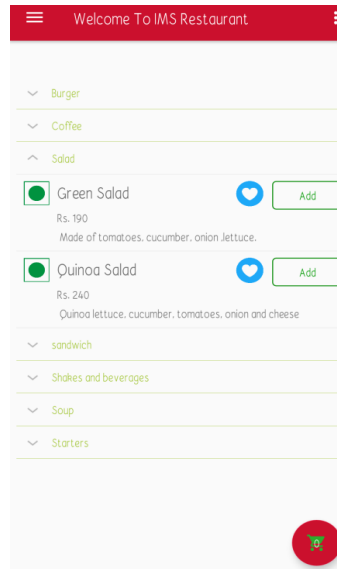 Welcome To IMS Restaurant
Burger
Coffee
Salad
Green Salad
Add
Rs. 190
Made of tomatoes, cucumber, onion ,lettuce.
Quinoa Salad
Add
Rs. 240
Quinoa lettuce, cucumber, tomatoes, onion and cheese
sandwich
Shakes and beverages
Soup
Starters
0